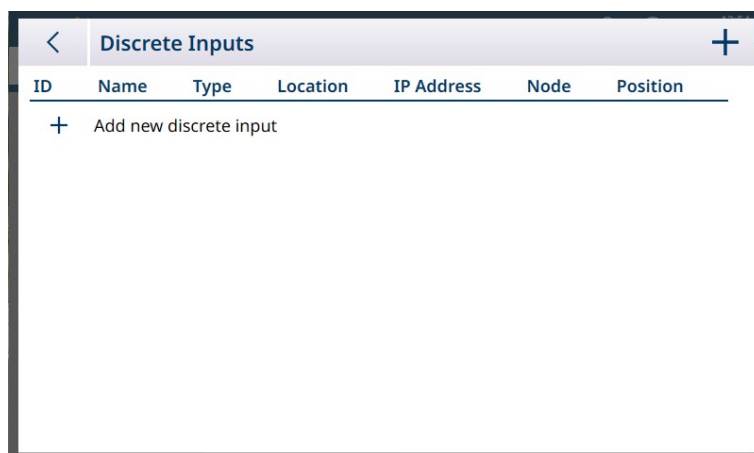 Discrete Inputs
ID Name Type Location IP Address Node Position
Add new discrete input